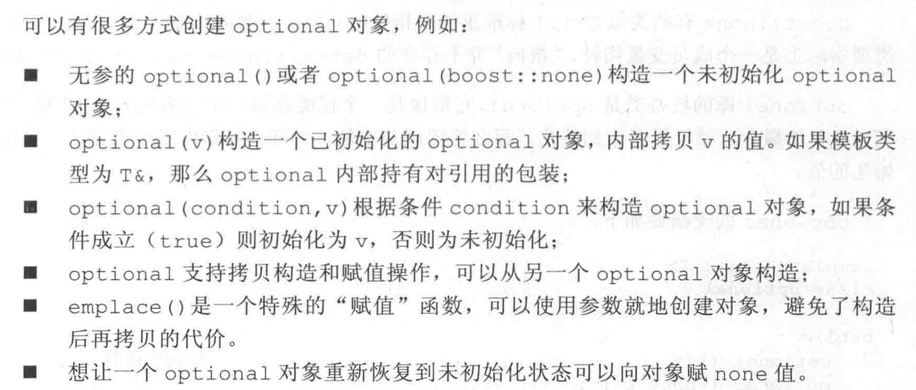 可以有很多方式创建 optional 对象，例如：
■ 无参的 optional()或者 optional(boost::none)构造一个未初始化 optional
对象；
■ optional(v)构造一个已初始化的 optional 对象，内部拷贝 v 的值。如果模板类
型为 T&，那么 optional 内部持有对引用的包装；
■ optional(condition,v)根据条件 condition 来构造 optional 对象，如果条
件成立（true）则初始化为 v，否则为未初始化；
■ optional 支持拷贝构造和赋值操作，可以从另一个 optional 对象构造；
■ emplace()是一个特殊的“赋值”函数，可以使用参数就地创建对象，避免了构造
后再拷贝的代价。
■ 想让一个 optional 对象重新恢复到未初始化状态可以向对象赋 none 值。